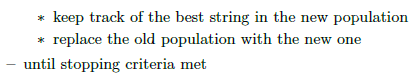 * keep track of the best string in the new population
* replace the old population with the new one
– until stopping criteria met